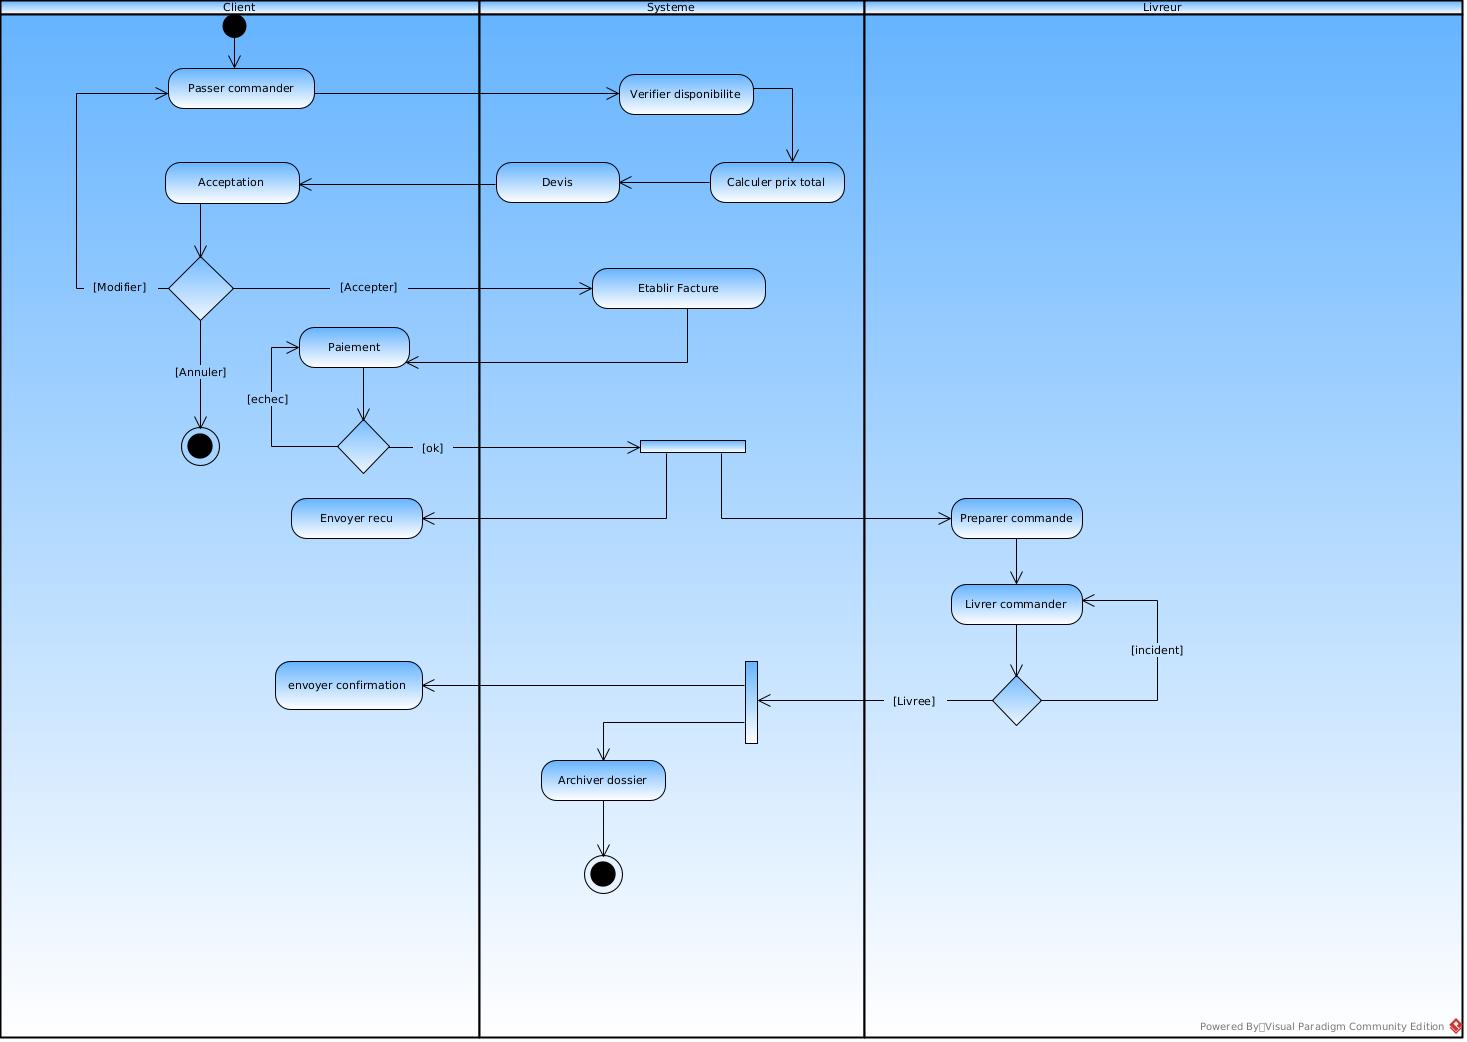 Client
Systeme
Livreur
Passer commander
Verifier disponibilite
Acceptation
Devis
Calculer prix total
[Modifier]
[Accepter]
Etablir Facture
Paiement
[Annuler]
[echec]
[ok]
Envoyer recu
Preparer commande
Livrer commander
[incident]
envoyer confirmation
[Livree]
Archiver dossier
Powered By Visual Paradigm Community Edition